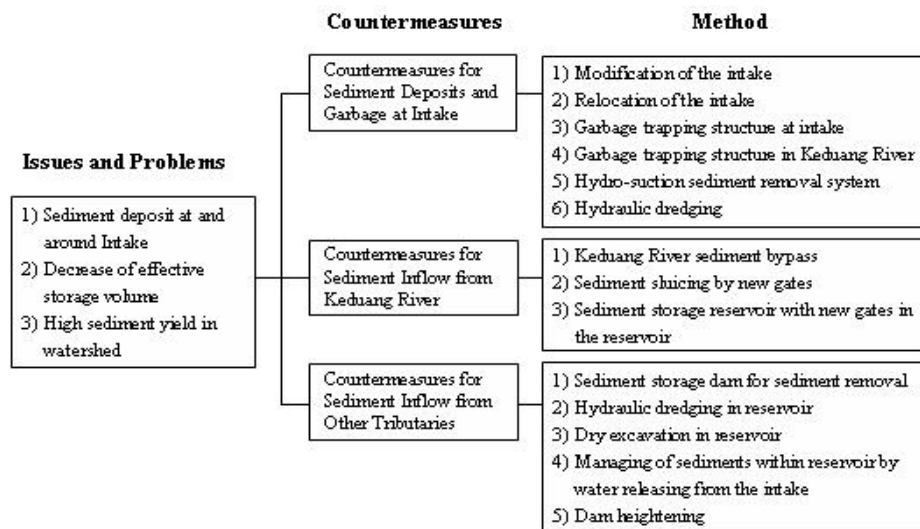 Countermeasures
Method
Issues and Problems
1) Sediment deposit at and
around Intake
2) Decrease of effective
storage volume
3) High sediment yield in
watershed
Countermeasures for
Sediment Deposits and
Garbage at Intake
1) Modification of the intake
2) Relocation of the intake
3) Garbage trapping structure at intake
4) Garbage trapping structure in Keduang River
5) Hydro-suction sediment removal system
6) Hydraulic dredging
Countermeasures for
Sediment Inflow from
Keduang River
1) Keduang River sediment bypass
2) Sediment sluicing by new gates
3) Sediment storage reservoir with new gates in
the reservoir
Countermeasures for
Sediment Inflow from
Other Tributaries
1) Sediment storage dam for sediment removal
2) Hydraulic dredging in reservoir
3) Dry excavation in reservoir
4) Managing of sediments within reservoir by
water releasing from the intake
5) Dam heightening